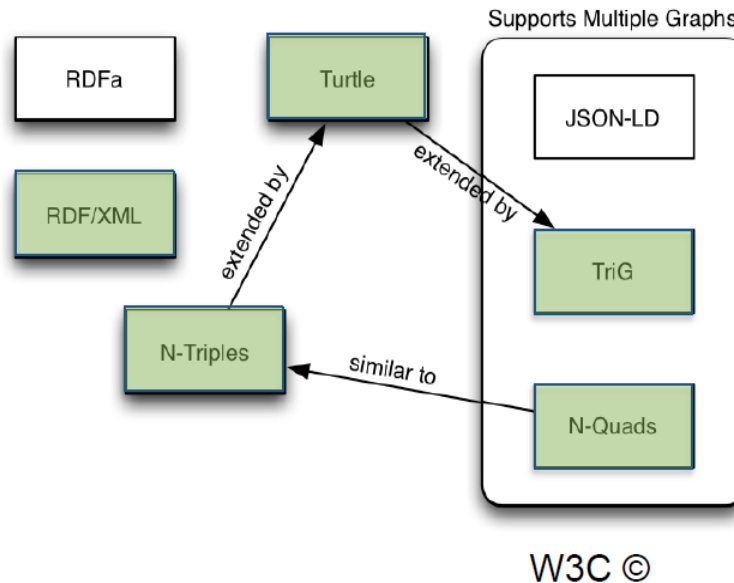 Supports Multiple Graphs
RDFa
Turtle
JSON-LD
extended by
extended by
RDF/XML
TriG
N-Triples
similar to
N-Quads
W3C ©